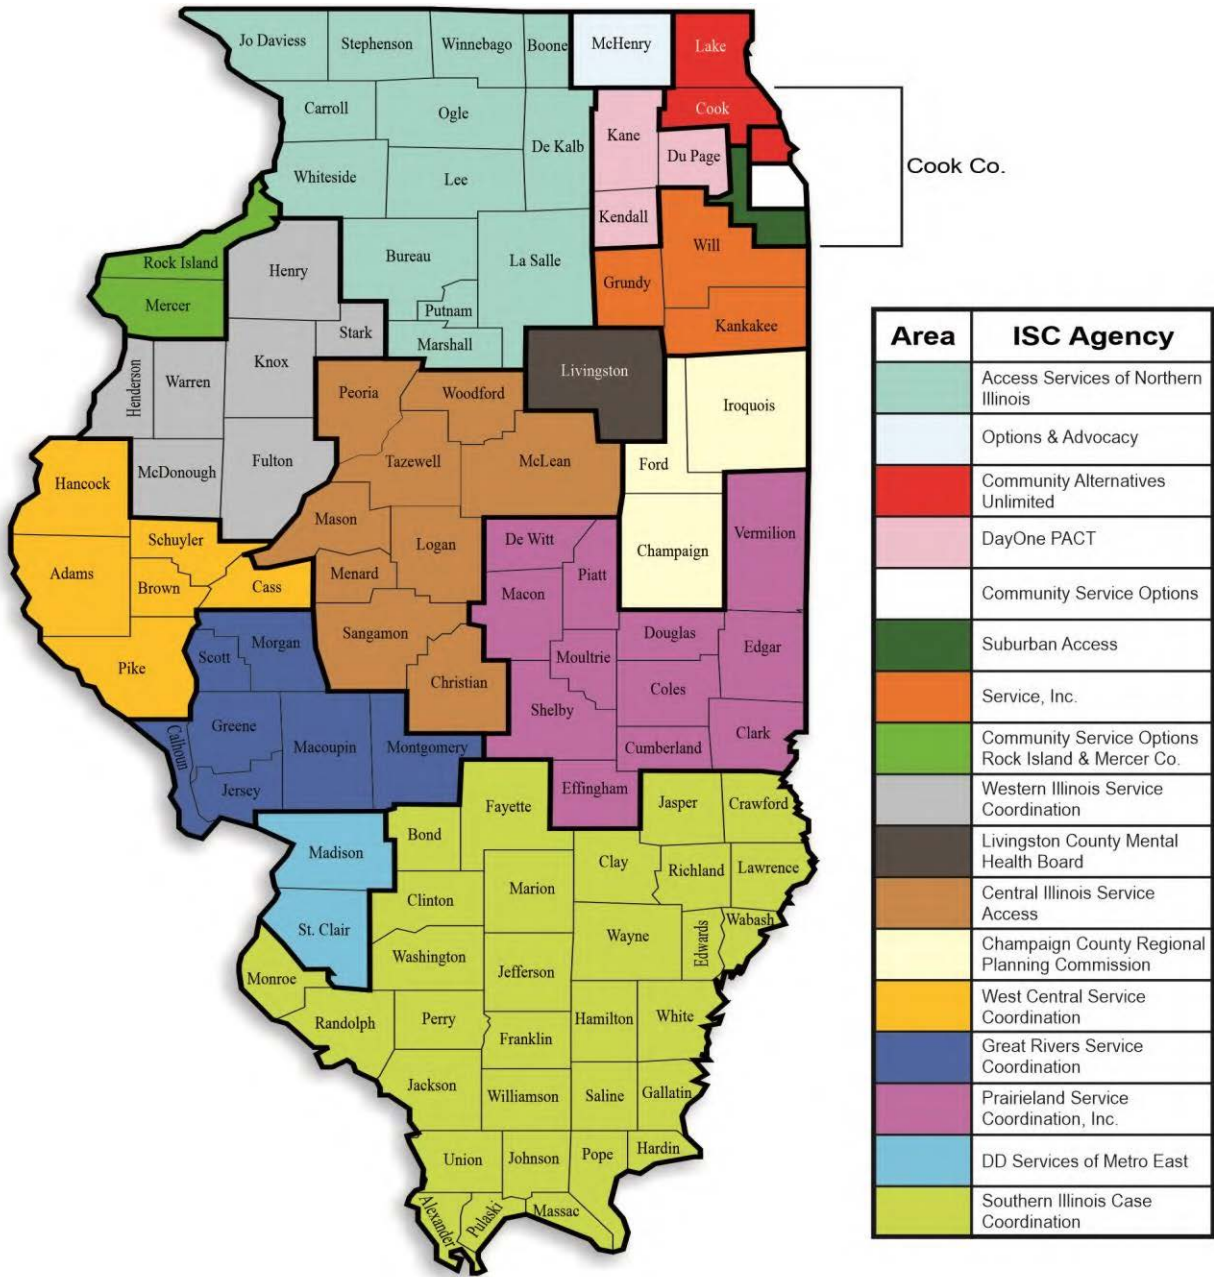 Jo Daviess
Stephenson
Winnebago
Boone
McHenry
Lake
Carroll
Ogle
De Kalb
Kane
Cook
Du Page
Cook Co.
Whiteside
Lee
Kendall
Will
Rock Island
Henry
Bureau
La Salle
Grundy
Mercer
Putnam
Kankakee
Stark
Marshall
Henderson
Warren
Knox
Peoria
Woodford
Livingston
Iroquois
McDonough
Fulton
Tazewell
McLean
Ford
Hancock
Mason
Logan
De Witt
Champaign
Vermilion
Schuyler
Adams
Brown
Cass
Menard
Macon
Piatt
Pike
Scott
Morgan
Sangamon
Christian
Moultrie
Douglas
Edgar
Shelby
Coles
Calhoun
Greene
Macoupin
Montgomery
Cumberland
Clark
Jersey
Effingham
Fayette
Jasper
Crawford
Madison
Bond
Clay
Richland
Lawrence
St. Clair
Clinton
Marion
Wayne
Edwards
Wabash
Monroe
Washington
Jefferson
Randolph
Perry
Franklin
Hamilton
White
Jackson
Williamson
Saline
Gallatin
Union
Johnson
Pope
Hardin
Alexander
Pulaski
Massac
Area
ISC Agency
Access Services of Northern
Illinois
Options & Advocacy
Community Alternatives
Unlimited
DayOne PACT
Community Service Options
Suburban Access
Service, Inc.
Community Service Options
Rock Island & Mercer Co.
Western Illinois Service
Coordination
Livingston County Mental
Health Board
Central Illinois Service
Access
Champaign County Regional
Planning Commission
West Central Service
Coordination
Great Rivers Service
Coordination
Prairieland Service
Coordination, Inc.
DD Services of Metro East
Southern Illinois Case
Coordination